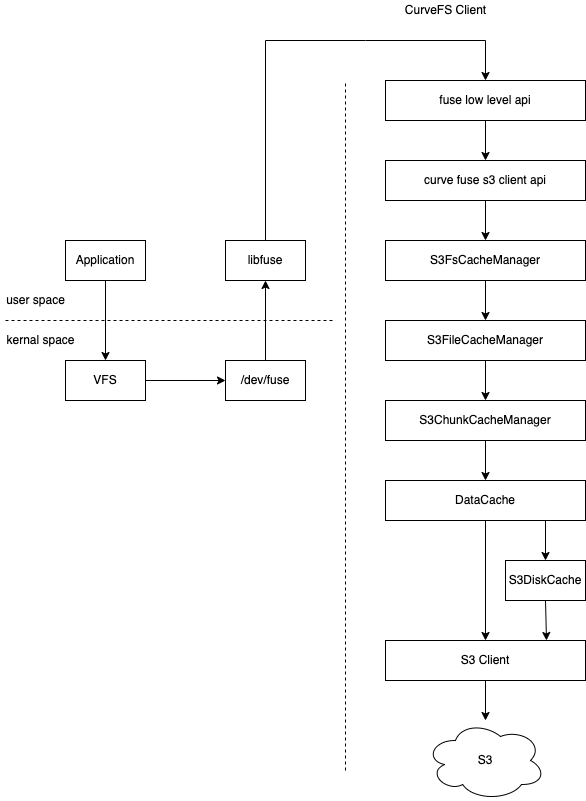 CurveFS Client
fuse low level api
curve fuse s3 client api
Application
libfuse
S3FsCacheManager
user space
kernal space
S3FileCacheManager
VFS
/dev/fuse
S3ChunkCacheManager
DataCache
S3DiskCache
S3 Client
S3